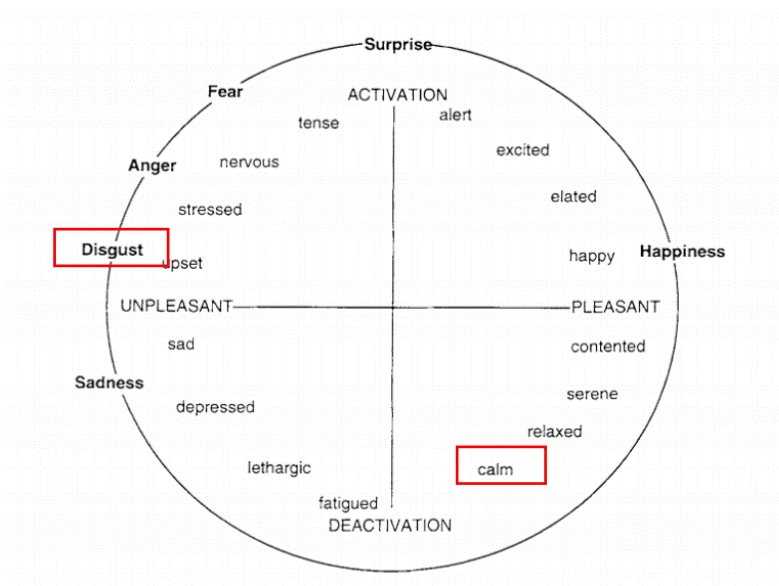 Surprise
Fear
ACTIVATION
tense
alert
excited
Anger
nervous
elated
stressed
Disgust
happy
Happiness
upset
UNPLEASANT
PLEASANT
sad
contented
Sadness
serene
depressed
relaxed
lethargic
calm
fatigued
DEACTIVATION